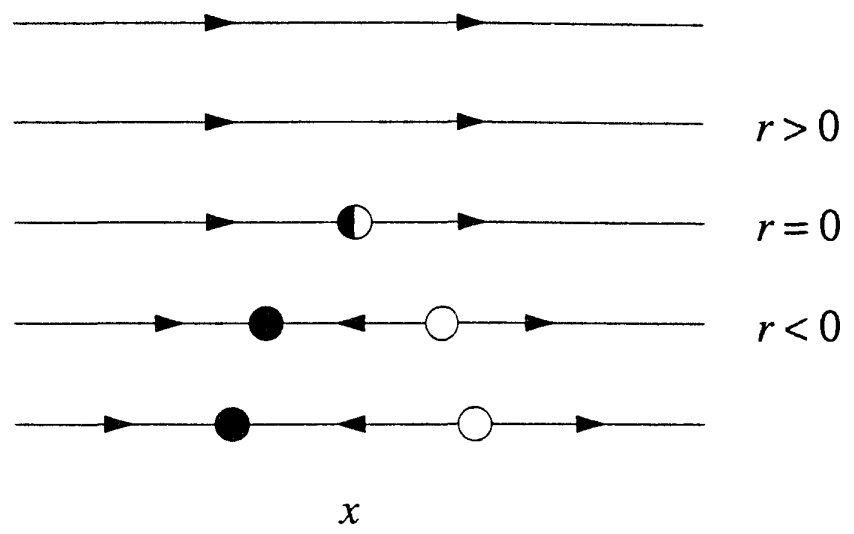 r > 0
r = 0
r < 0
x